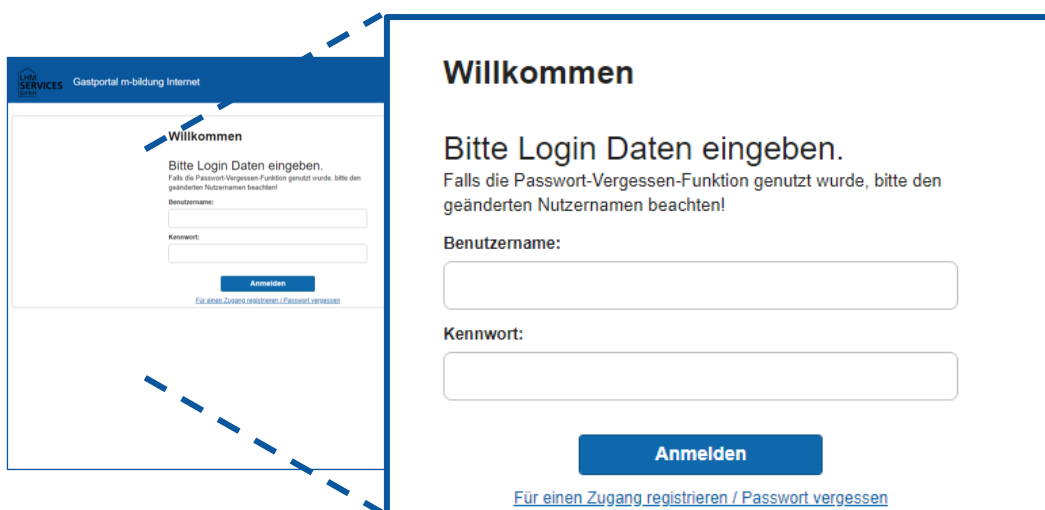 LHM
SERVICES
GmbH
Gastportal m-bildung Internet
Willkommen
Bitte Login Daten eingeben.
Falls die Passwort-Vergessen-Funktion genutzt wurde, bitte den
geänderten Nutzernamen beachten!
Benutzername:
Kennwort:
Anmelden
Für einen Zugang registrieren / Passwort vergessen
Willkommen
Bitte Login Daten eingeben.
Falls die Passwort-Vergessen-Funktion genutzt wurde, bitte den
geänderten Nutzernamen beachten!
Benutzername:
Kennwort:
Anmelden
Für einen Zugang registrieren / Passwort vergessen